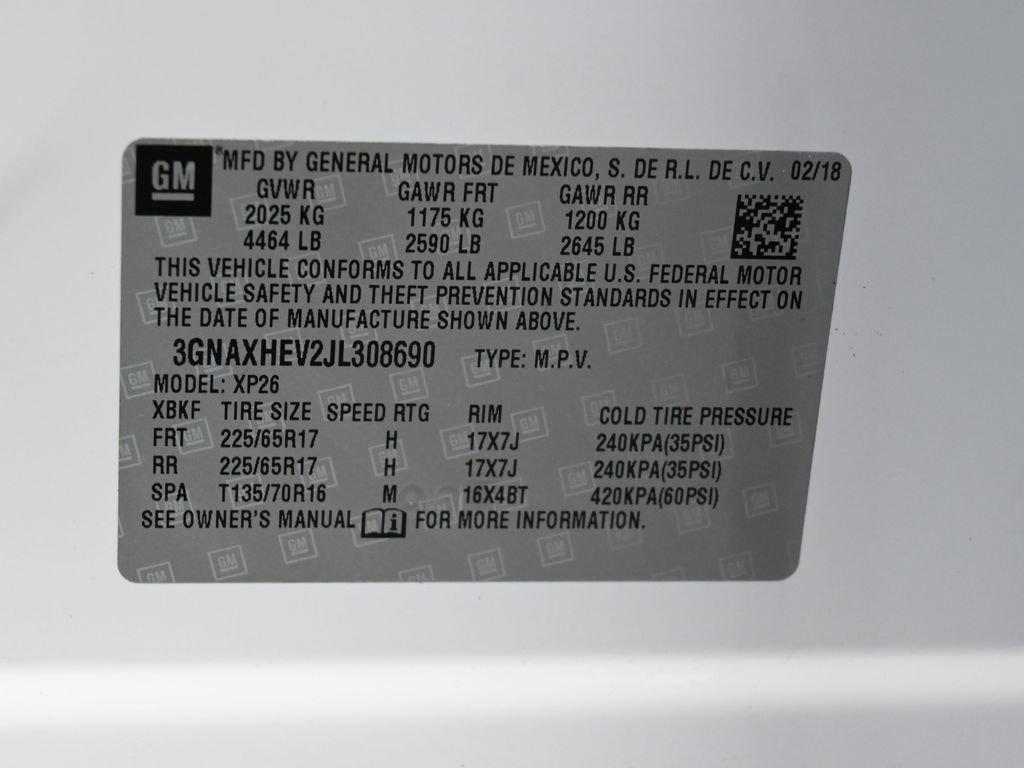 GM ®MFD BY GENERAL MOTORS DE MEXICO, S. DE R.L. DE C.V. 02/18
GVWR GAWR FRT GAWR RR
2025 KG 1175 KG 1200 KG
4464 LB 2590 LB 2645 LB
THIS VEHICLE CONFORMS TO ALL APPLICABLE U.S. FEDERAL MOTOR
VEHICLE SAFETY AND THEFT PREVENTION STANDARDS IN EFFECT ON
THE DATE OF MANUFACTURE SHOWN ABOVE.
3GNAXHEV2JL308690 TYPE: M.P.V.
MODEL: XP26
XBKF TIRE SIZE SPEED RTG RIM COLD TIRE PRESSURE
FRT 225/65R17 H 17X7J 240KPA(35PSI)
RR 225/65R17 H 17X7J 240KPA(35PSI)
SPA T135/70R16 M 16X4BT 420KPA(60PSI)
SEE OWNER'S MANUAL i FOR MORE INFORMATION.